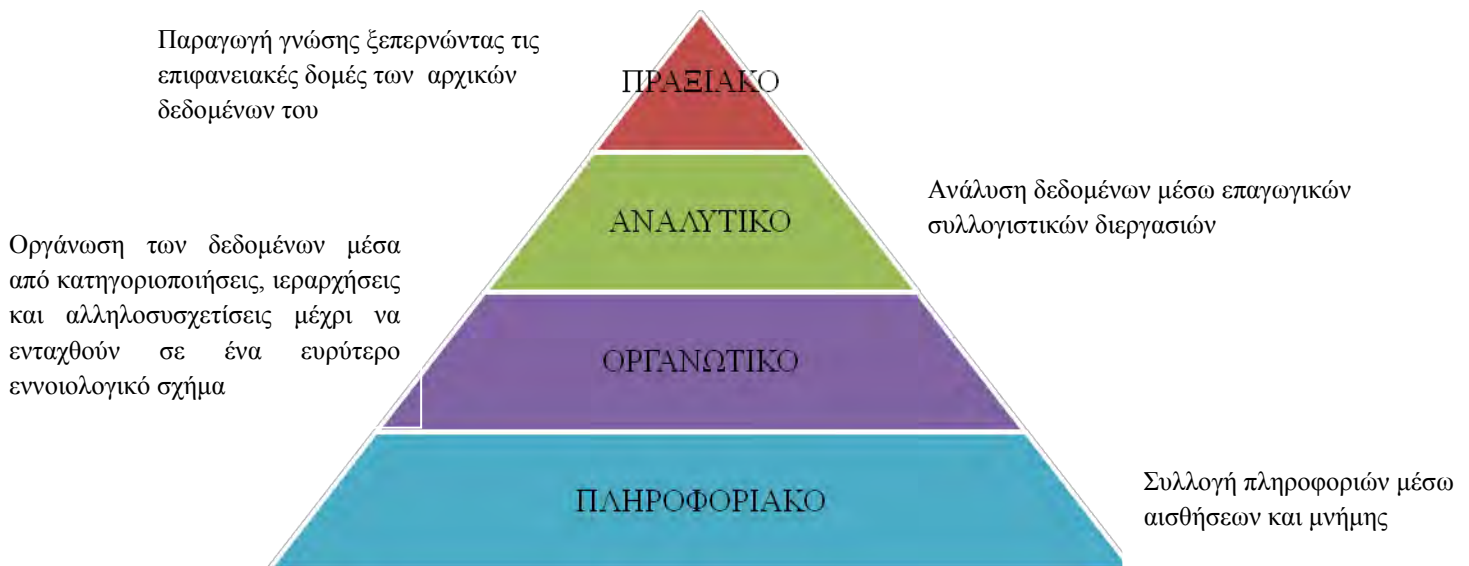 Παραγωγή γνώσης ξεπερνώντας τις
επιφανειακές δομές των αρχικών
δεδομένων του
ΠΡΑΞΙΑΚΟ
Ανάλυση δεδομένων μέσω επαγωγικών
συλλογιστικών διεργασιών
ΑΝΑΛΥΤΙΚΟ
Οργάνωση των δεδομένων μέσα
από κατηγοριοποιήσεις, ιεραρχήσεις
και αλληλοσυσχετίσεις μέχρι να
ενταχθούν σε ένα ευρύτερο
εννοιολογικό σχήμα
ΟΡΓΑΝΩΤΙΚΟ
ΠΛΗΡΟΦΟΡΙΑΚΟ
Συλλογή πληροφοριών μέσω
αισθήσεων και μνήμης